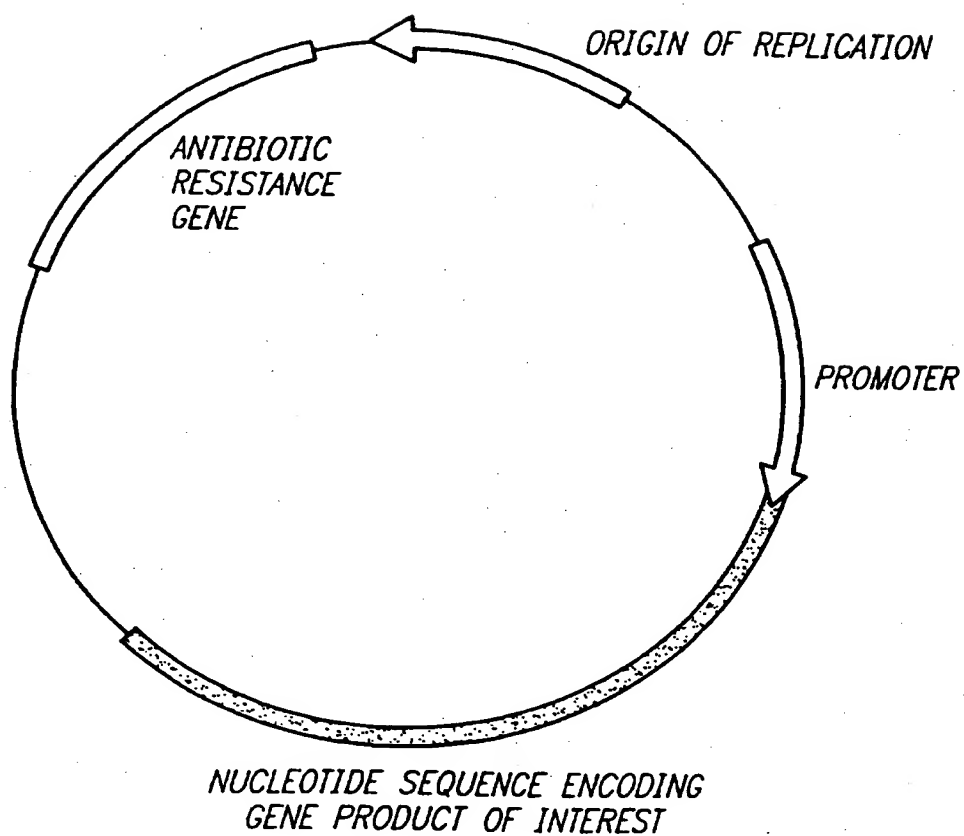 ORIGIN OF REPLICATION
ANTIBIOTIC
RESISTANCE
GENE
PROMOTER
NUCLEOTIDE SEQUENCE ENCODING
GENE PRODUCT OF INTEREST